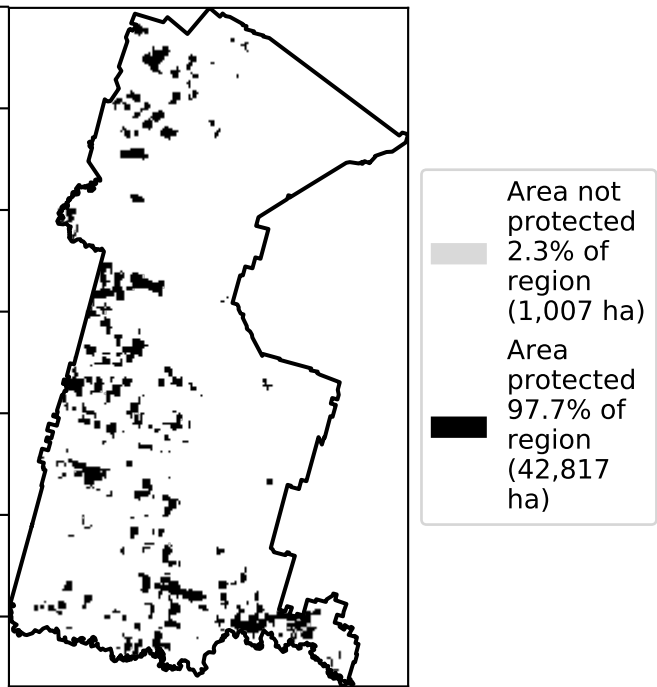 Area not
protected
2.3% of
region
(1,007 ha)
Area
protected
97.7% of
region
(42,817
ha)